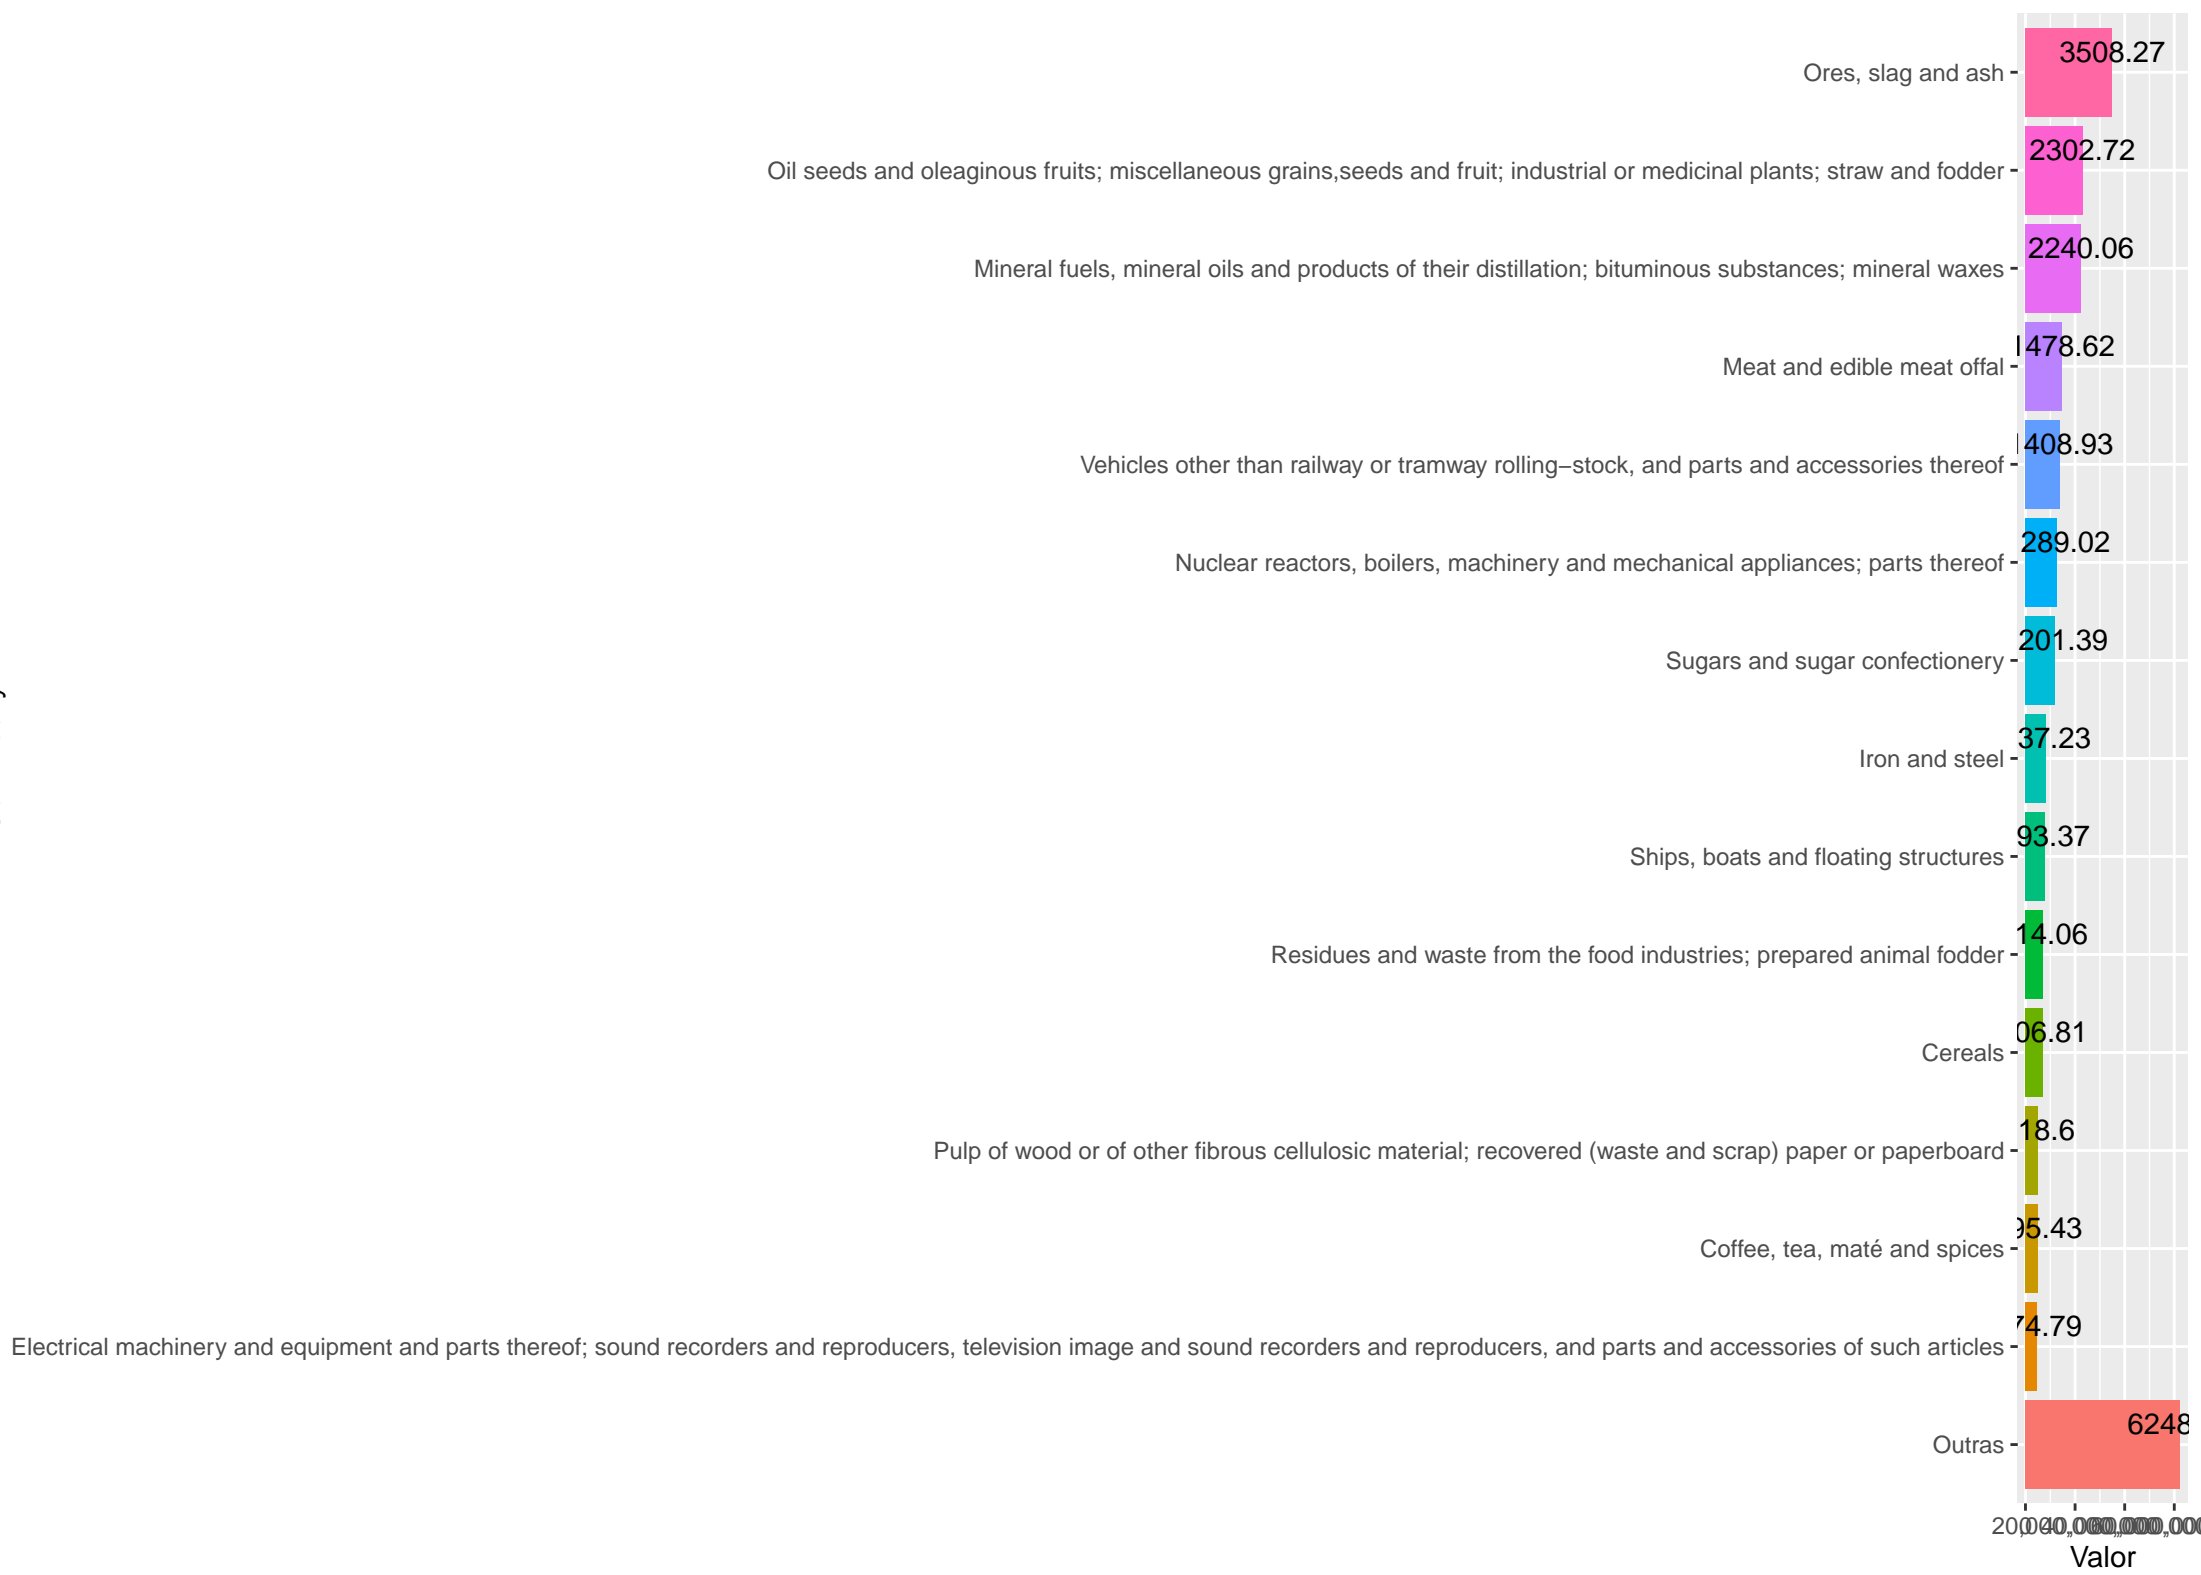 Ores, slag and ash 3508.27
Oil seeds and oleaginous fruits; miscellaneous grains,seeds and fruit; industrial or medicinal plants; straw and fodder 2302.72
Mineral fuels, mineral oils and products of their distillation; bituminous substances; mineral waxes 2240.06
Meat and edible meat offal 1478.62
Vehicles other than railway or tramway rolling−stock, and parts and accessories thereof 1408.93
Nuclear reactors, boilers, machinery and mechanical appliances; parts thereof 289.02
Sugars and sugar confectionery 201.39
Iron and steel 37.23
Ships, boats and floating structures 93.37
Residues and waste from the food industries; prepared animal fodder 14.06
Cereals 06.81
Pulp of wood or of other fibrous cellulosic material; recovered (waste and scrap) paper or paperboard 18.6
Coffee, tea, maté and spices 95.43
Electrical machinery and equipment and parts thereof; sound recorders and reproducers, television image and sound recorders and reproducers, and parts and accessories of such articles 74.79
Outras 6248
Valor